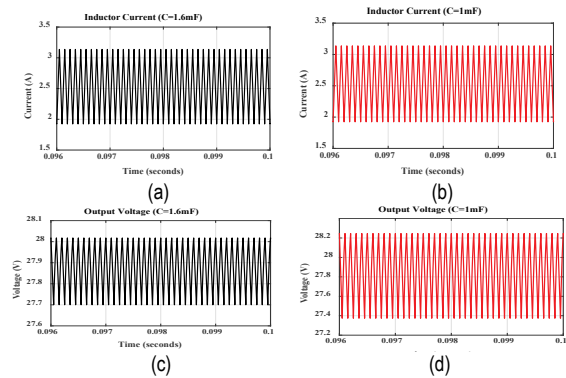 Inductor Current (C=1.6mF)
3.5
3
2.5
2
1.5
Current (A)
0.096 0.097 0.098 0.099 0.1
Time (seconds)
(a)
Inductor Current (C=1mF)
3.5
3
2.5
2
1.5
Current (A)
0.096 0.097 0.098 0.099 0.1
Time (seconds)
(b)
Output Voltage (C=1.6mF)
28.1
28
27.9
27.8
27.7
27.6
Voltage (V)
0.096 0.097 0.098 0.099 0.1
Time (seconds)
(c)
Output Voltage (C=1mF)
28.2
28
27.8
27.6
27.4
27.2
Voltage (V)
0.096 0.097 0.098 0.099 0.1
(d)